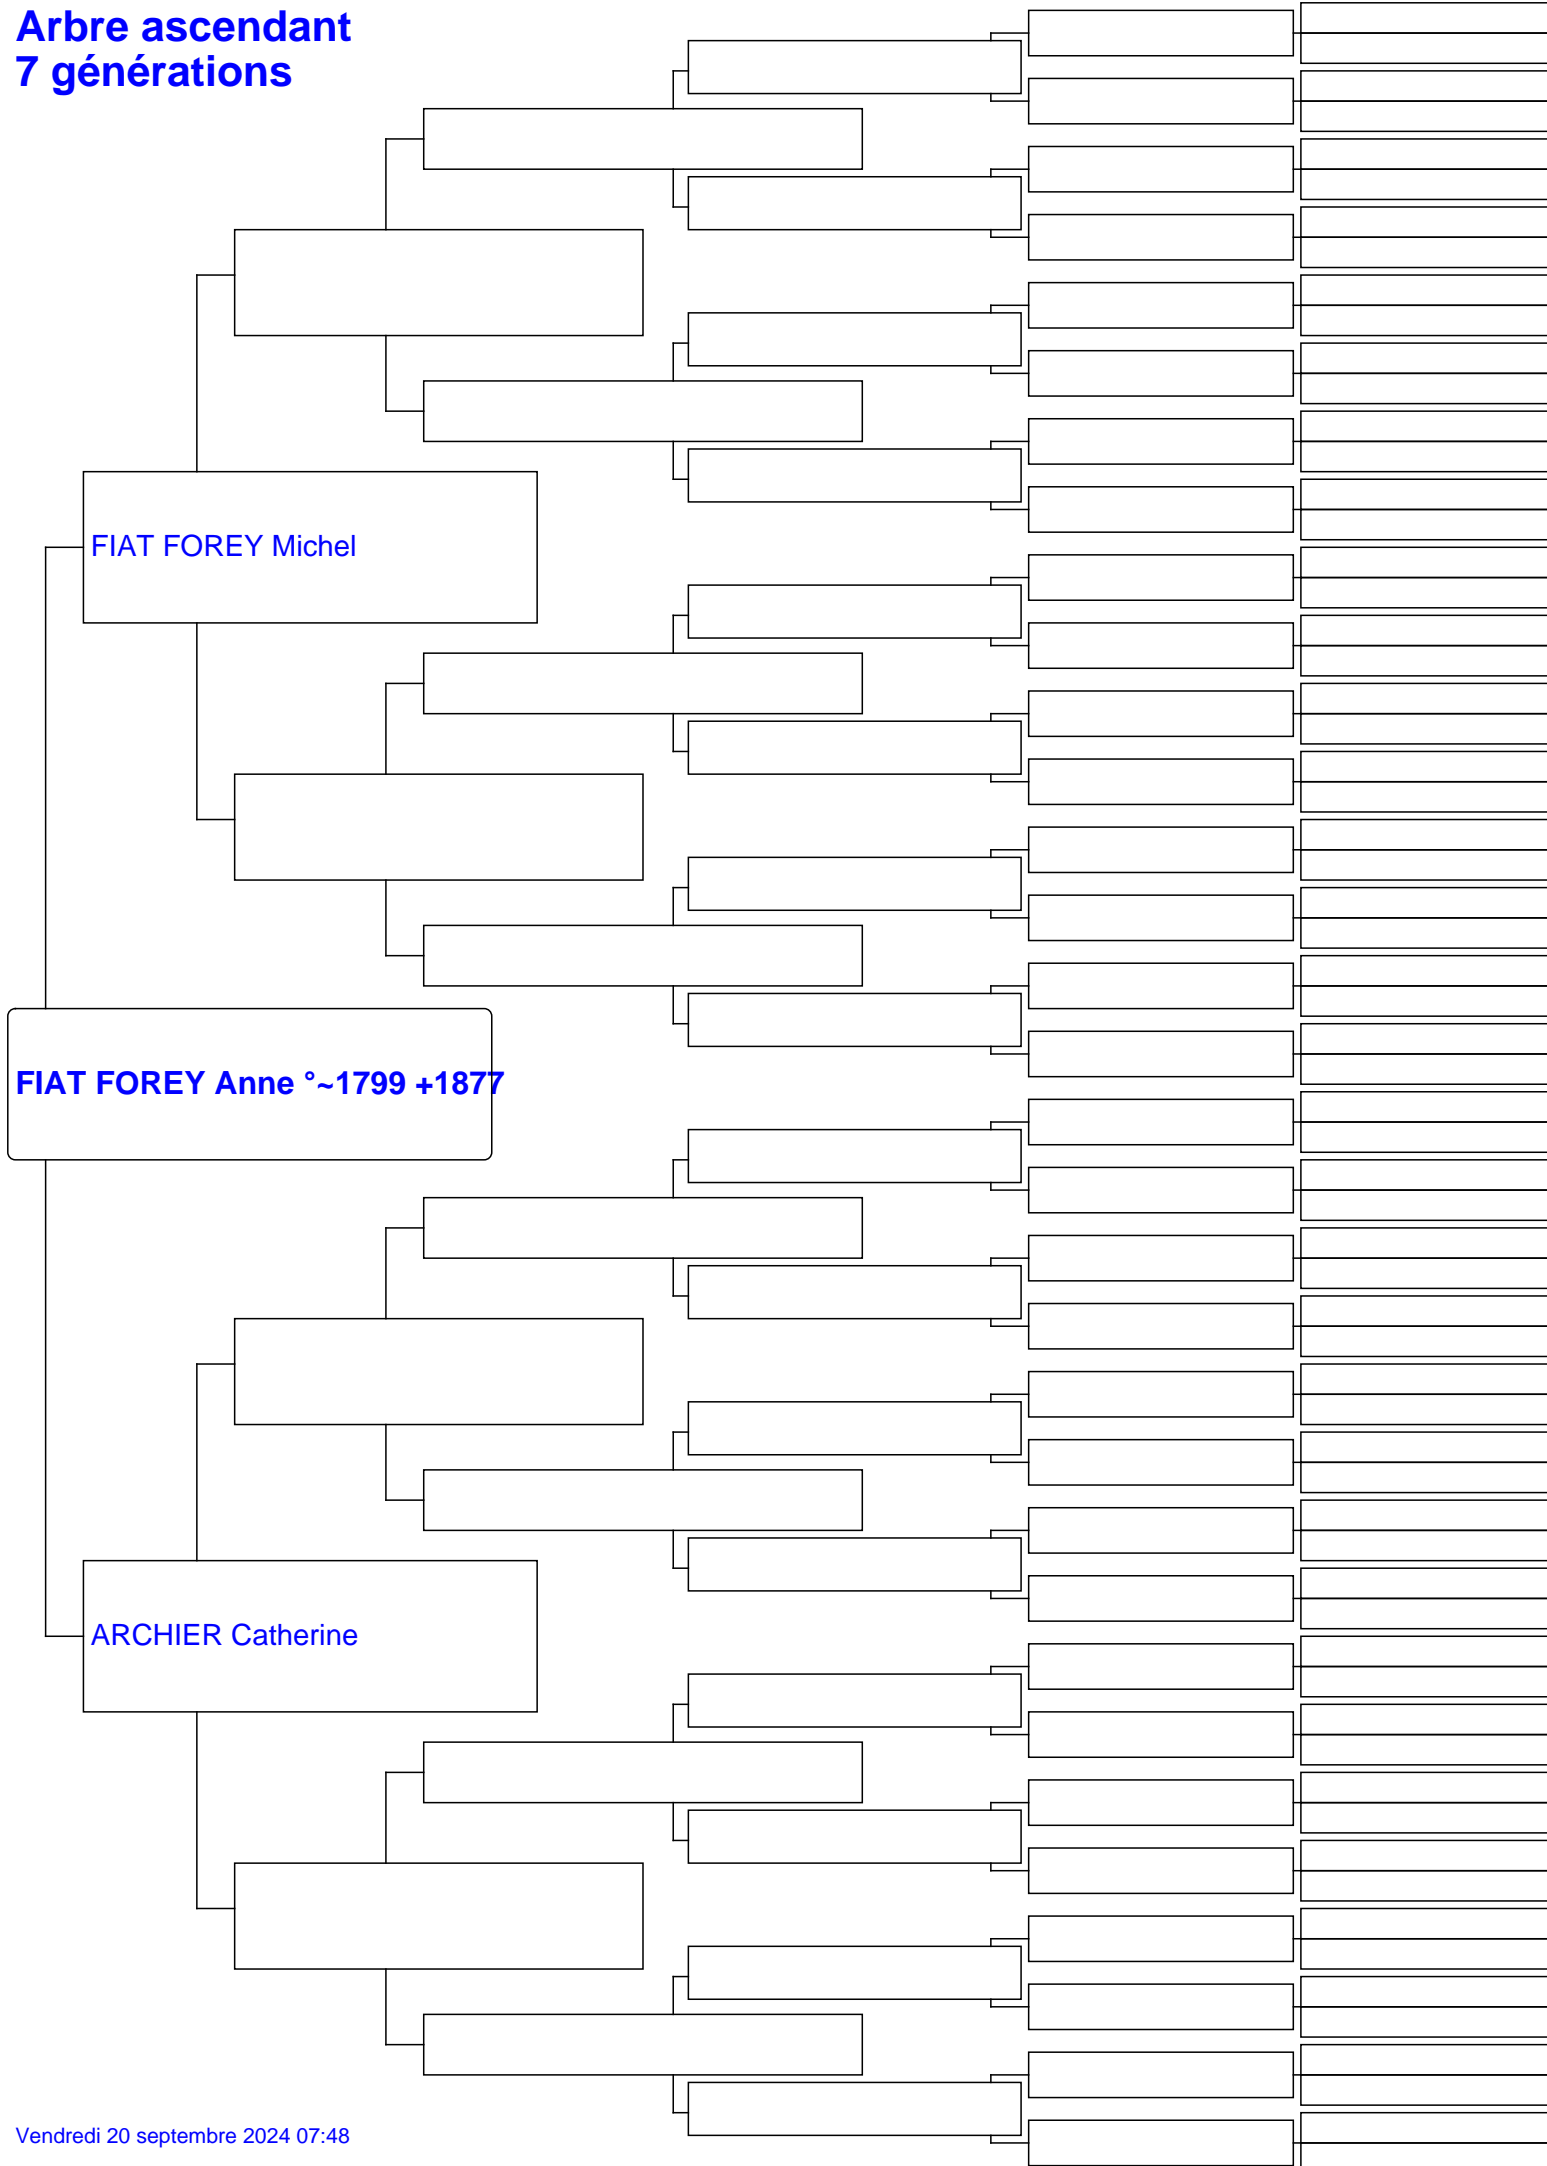 Arbre ascendant
7 générations
FIAT FOREY Michel
FIAT FOREY Anne °~1799 +1877
ARCHIER Catherine
Vendredi 20 septembre 2024 07:48